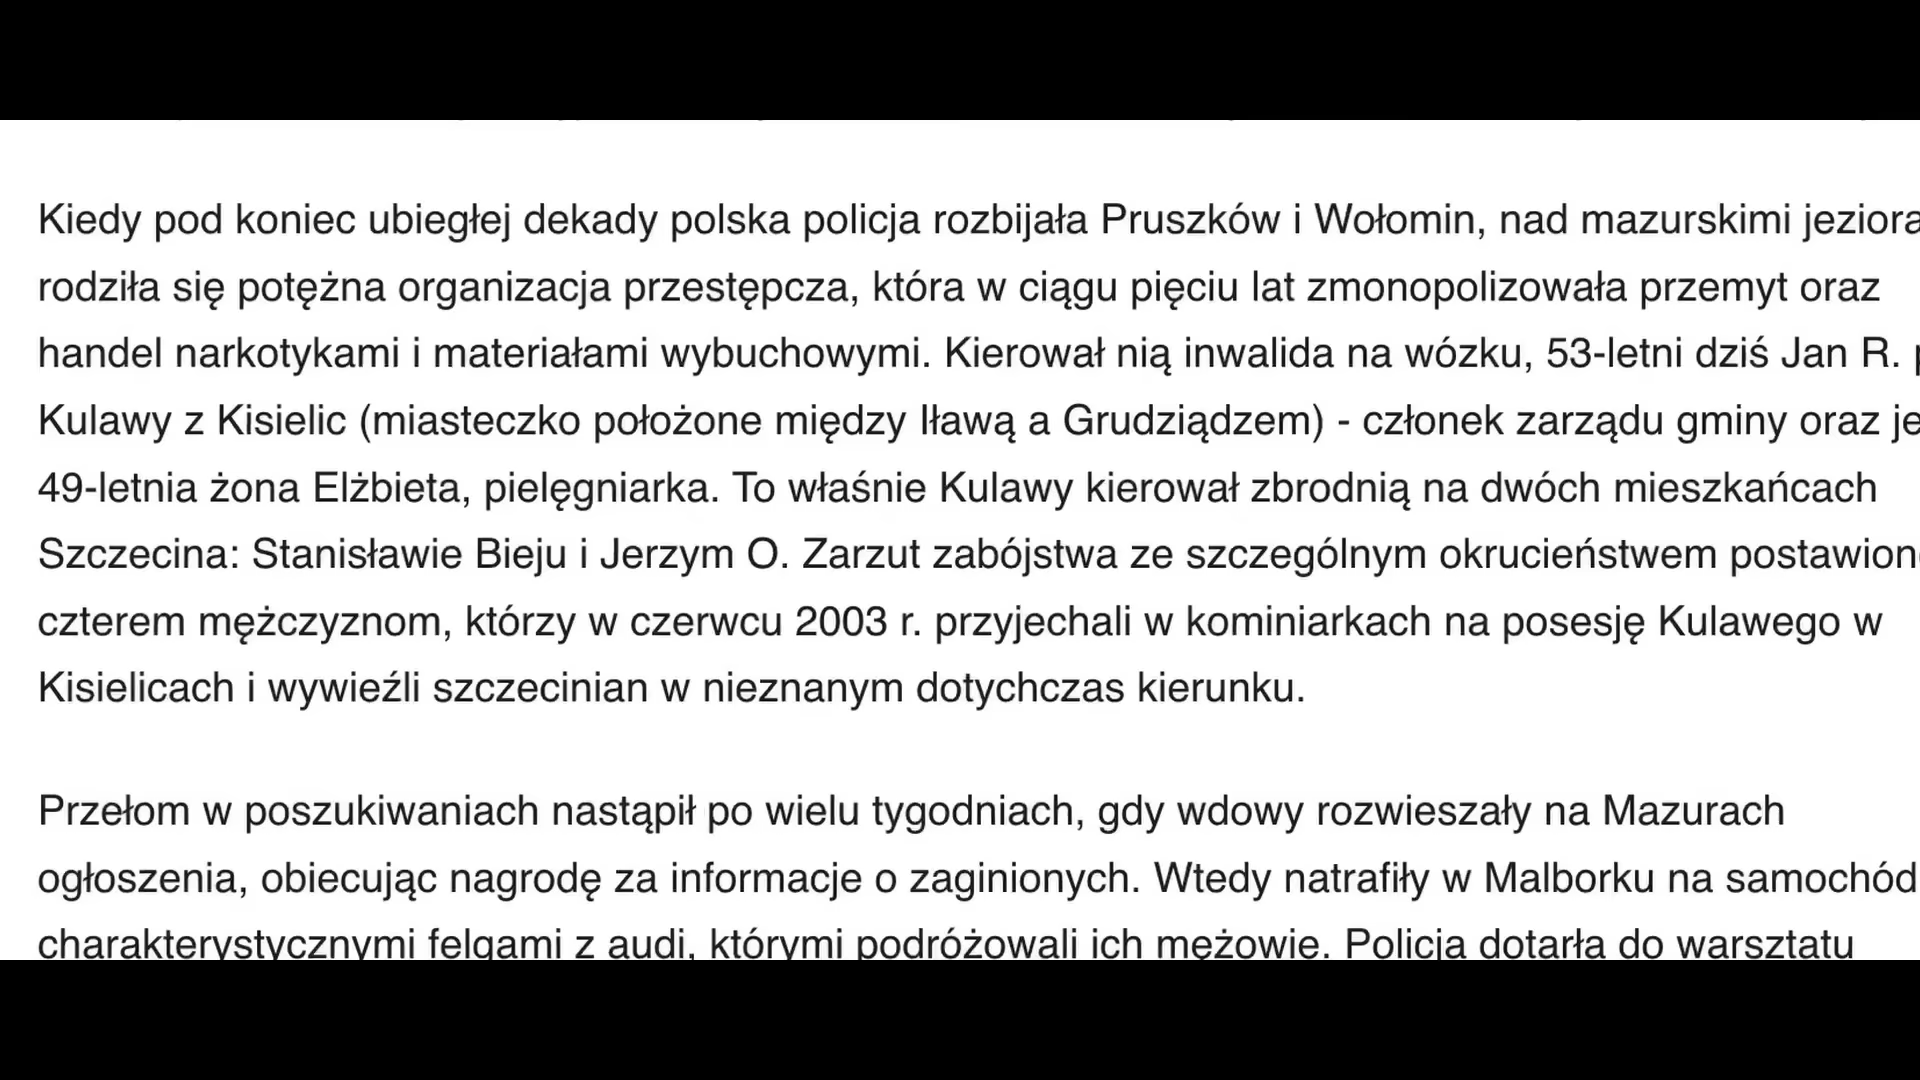 Kiedy pod koniec ubiegłej dekady polska policja rozbijała Pruszków i Wołomin, nad mazurskimi jeziora
rodziła się potężna organizacja przestępcza, która w ciągu pięciu lat zmonopolizowała przemyt oraz
handel narkotykami i materiałami wybuchowymi. Kierował nią inwalida na wózku, 53-letni dziś Jan R. p
Kulawy z Kisielic (miasteczko położone między Iławą a Grudziądzem) - członek zarządu gminy oraz je
49-letnia żona Elżbieta, pielęgniarka. To właśnie Kulawy kierował zbrodnią na dwóch mieszkańcach
Szczecina: Stanisławie Bieju i Jerzym O. Zarzut zabójstwa ze szczególnym okrucieństwem postawiono
czterem mężczyznom, którzy w czerwcu 2003 r. przyjechali w kominiarkach na posesję Kulawego w
Kisielicach i wywieźli szczecinian w nieznanym dotychczas kierunku.
Przełom w poszukiwaniach nastąpił po wielu tygodniach, gdy wdowy rozwieszały na Mazurach
ogłoszenia, obiecując nagrodę za informacje o zaginionych. Wtedy natrafiły w Malborku na samochód
charakterystycznymi felgami z audi, którymi podróżowali ich mężowie. Policja dotarła do warsztatu